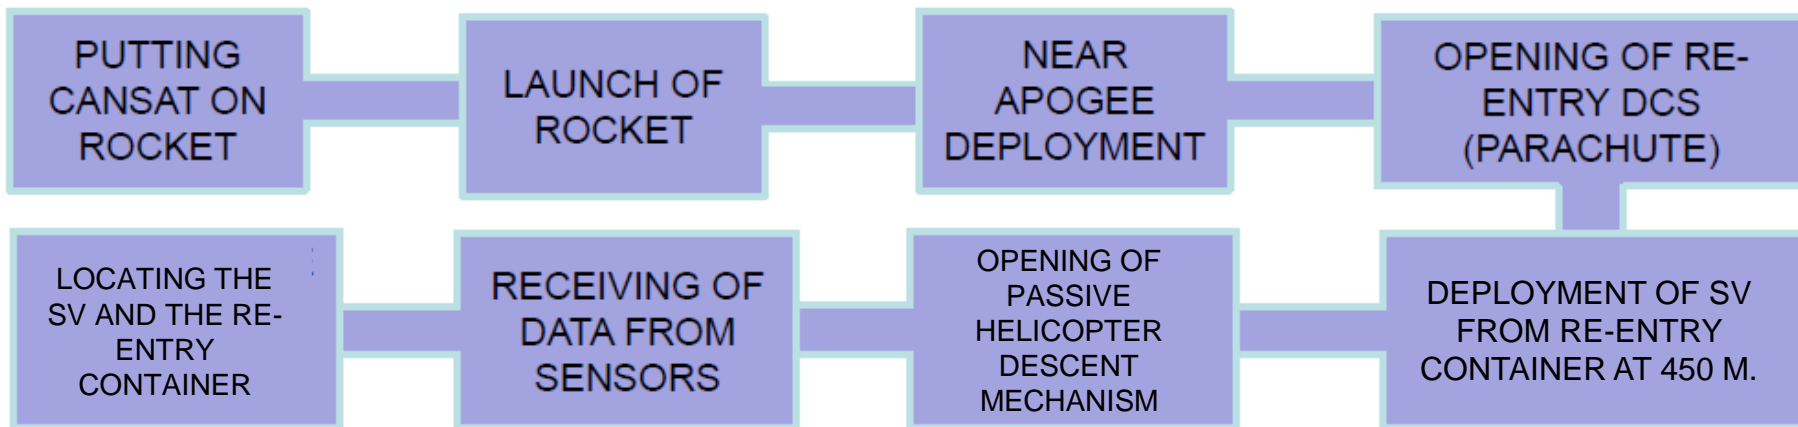 PUTTING
CANSAT ON
ROCKET
LAUNCH OF
ROCKET
NEAR
APOGEE
DEPLOYMENT
OPENING OF RE-
ENTRY DCS
(PARACHUTE)
DEPLOYMENT OF SV
FROM RE-ENTRY
CONTAINER AT 450 M.
OPENING OF
PASSIVE
HELICOPTER
DESCENT
MECHANISM
RECEIVING OF
DATA FROM
SENSORS
LOCATING THE
SV AND THE RE-
ENTRY
CONTAINER